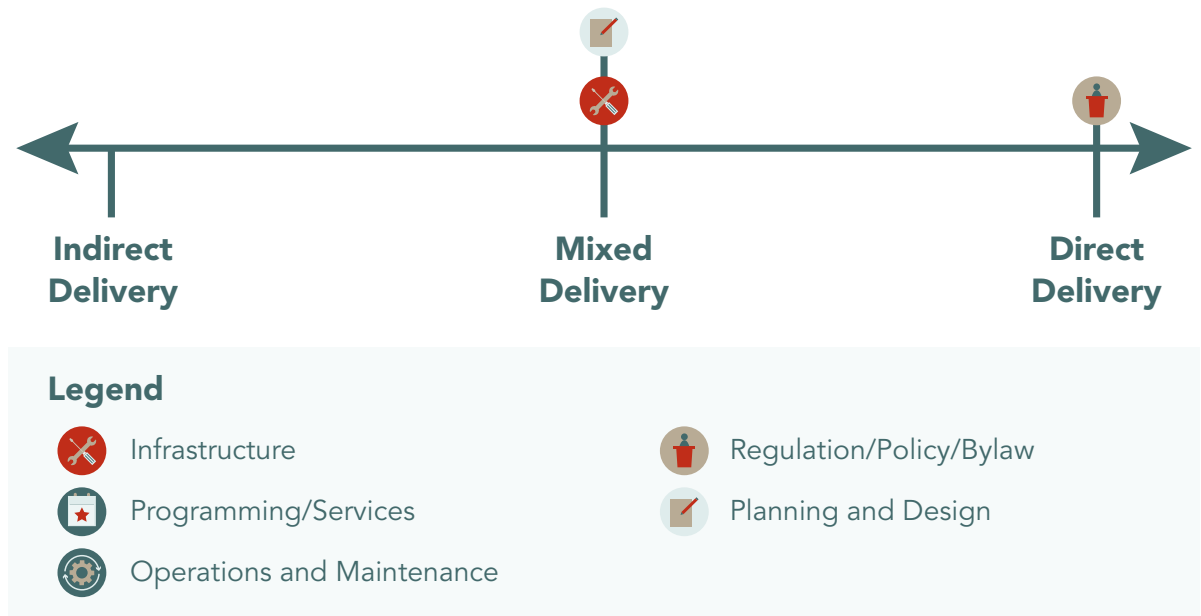 Indirect
Delivery
Mixed
Delivery
Direct
Delivery
Legend
Infrastructure
Programming/Services
Operations and Maintenance
Regulation/Policy/Bylaw
Planning and Design